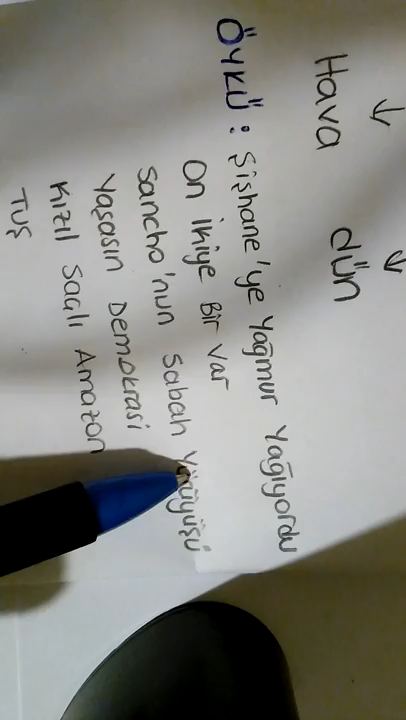 ↓ ↓
Hava dün
Öykü: Şişhane'ye Yağmur Yağıyordu
On İkiye Bir Var
Sancho'nun Sabah Yürüyüşü
Yaşasın Demokrasi
Kızıl Saçlı Amazon
Tuş